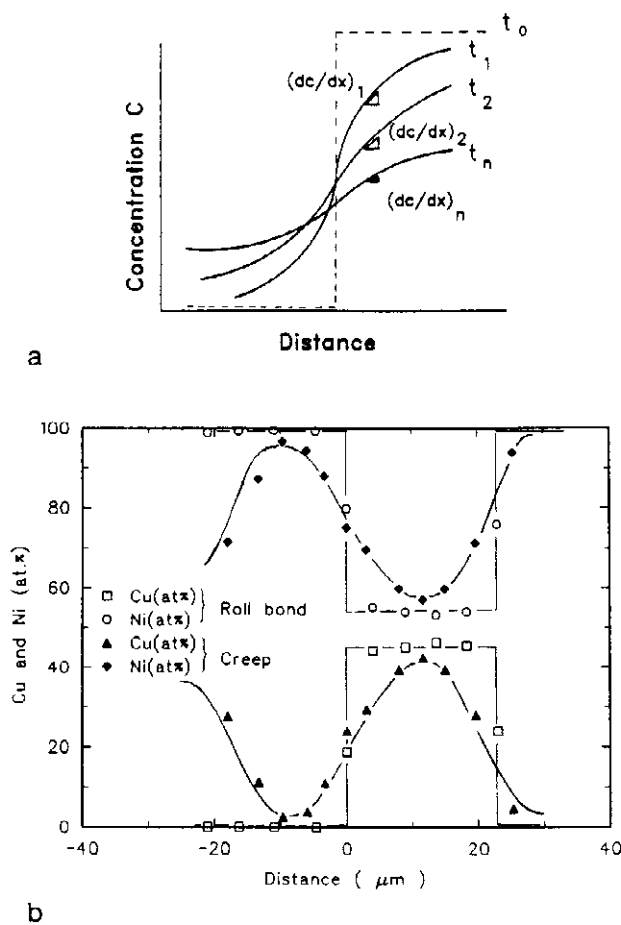 t₀
t₁
(dc/dx)₁
t₂
(dc/dx)₂
tₙ
(dc/dx)ₙ
Concentration C
Distance
a
100
80
60
40
20
0
Cu and Ni (at.%)
□ Cu(at%)
○ Ni(at%)
Roll bond
▲ Cu(at%)
◆ Ni(at%)
Creep
-40
-20
0
20
40
Distance ( μm )
b